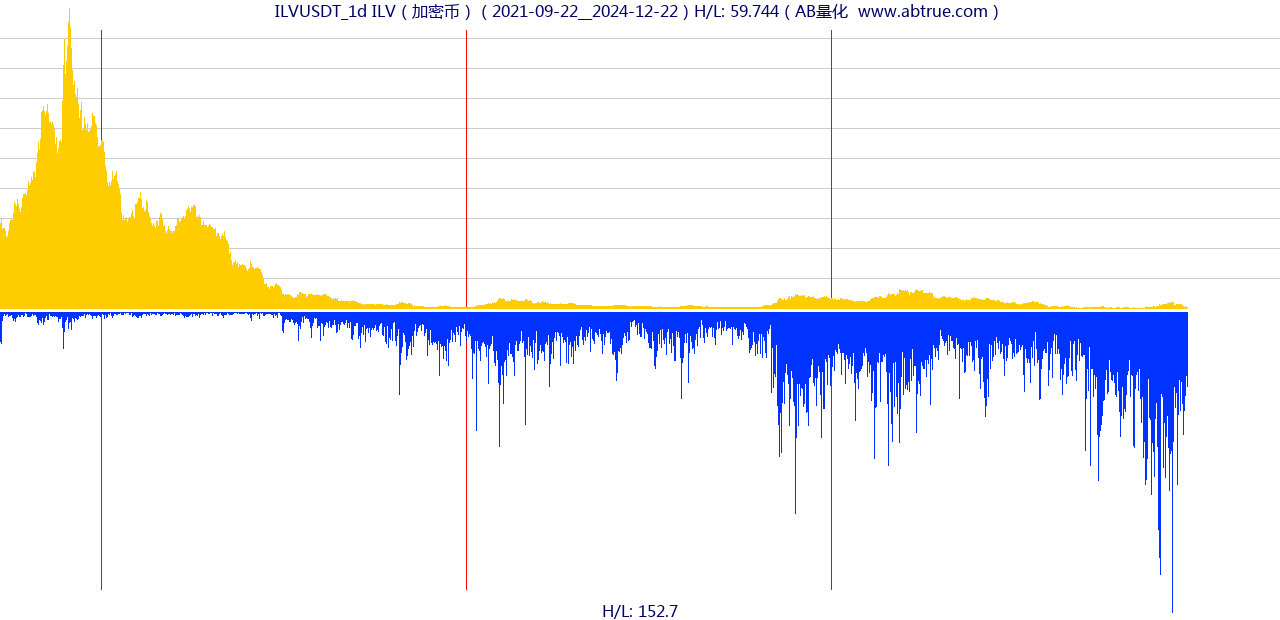 ILVUSDT_1d ILV（加密币）（2021-09-22__2024-12-22）H/L: 59.744（AB量化  www.abtrue.com）
H/L: 152.7